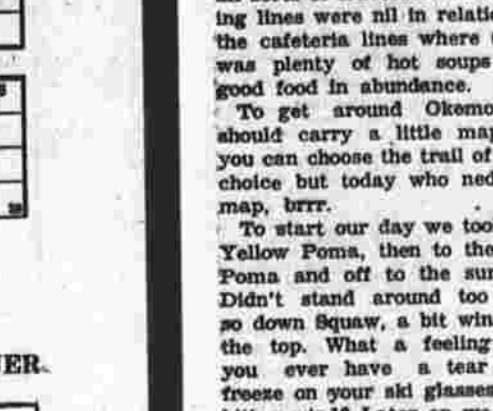 ing lines were nil in relati
the cafeteria lines where
was plenty of hot soups
good food in abundance.
To get around Okemo
should carry a little map
you can choose the trail of
choice but today who ned
map, brrr.
To start our day we too
Yellow Poma, then to the
Poma and off to the sum
Didn't stand around too
so down Squaw, a bit win
the top. What a feeling
you ever have a tear
freeze on your ski glasses
ER